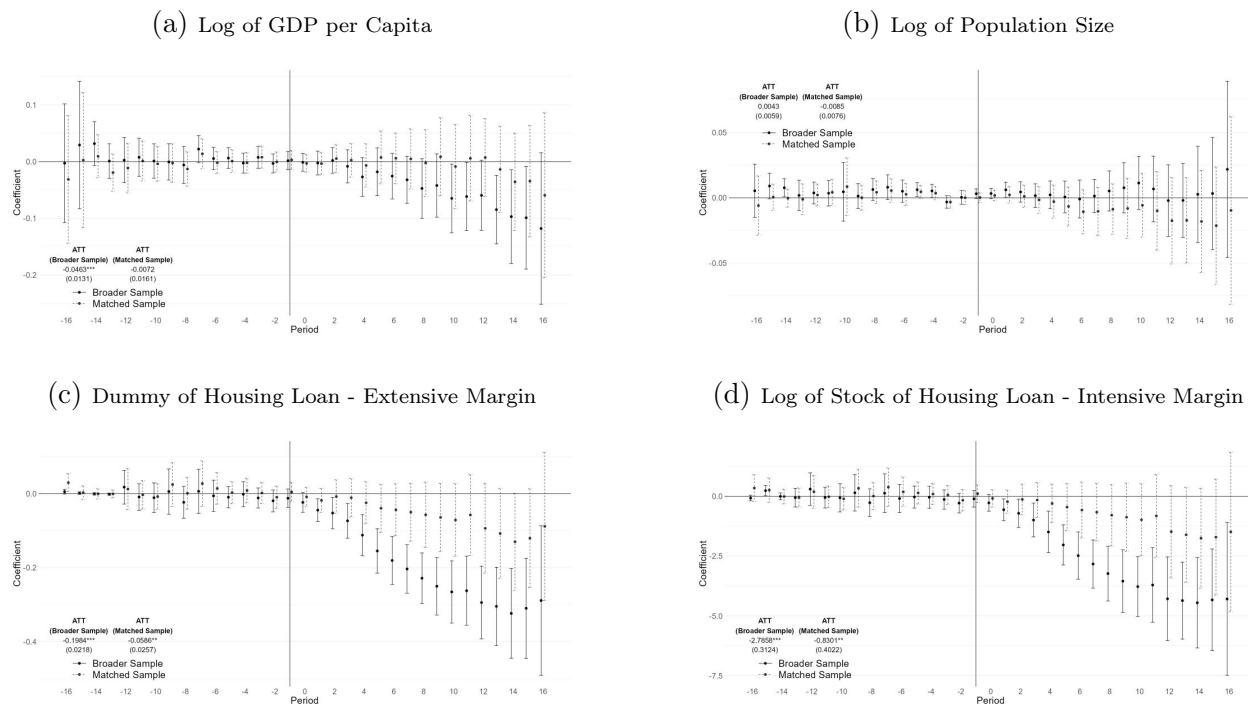 (a) Log of GDP per Capita
0.1
0.0
-0.1
-0.2
Coefficient
ATT ATT
(Broader Sample) (Matched Sample)
-0.0463*** -0.0072
(0.0131) (0.0161)
Broader Sample
Matched Sample
-16 -14 -12 -10 -8 -6 -4 -2 0 2 4 6 8 10 12 14 16
Period
(b) Log of Population Size
ATT ATT
(Broader Sample) (Matched Sample)
0.0043 -0.0085
(0.0059) (0.0076)
Broader Sample
Matched Sample
0.05
0.00
-0.05
Coefficient
-16 -14 -12 -10 -8 -6 -4 -2 0 2 4 6 8 10 12 14 16
Period
(c) Dummy of Housing Loan - Extensive Margin
0.0
-0.2
-0.4
Coefficient
ATT ATT
(Broader Sample) (Matched Sample)
-0.1984*** -0.0586**
(0.0218) (0.0257)
Broader Sample
Matched Sample
-16 -14 -12 -10 -8 -6 -4 -2 0 2 4 6 8 10 12 14 16
Period
(d) Log of Stock of Housing Loan - Intensive Margin
0.0
-2.5
-5.0
-7.5
Coefficient
ATT ATT
(Broader Sample) (Matched Sample)
-2.7858*** -0.8301**
(0.3124) (0.4022)
Broader Sample
Matched Sample
-16 -14 -12 -10 -8 -6 -4 -2 0 2 4 6 8 10 12 14 16
Period